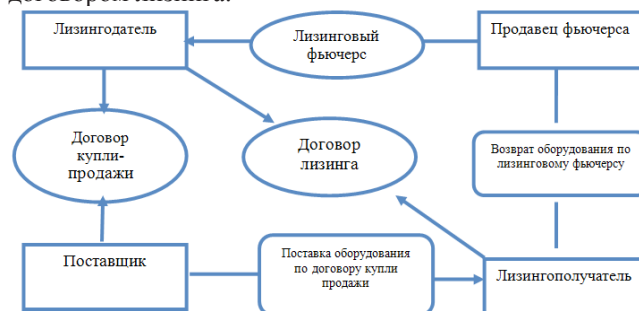 договором лизинга.
Лизингодатель
Лизинговый
фьючерс
Продавец фьючерса
Договор
купли-
продажи
Договор
лизинга
Возврат оборудования по
лизинговому фьючерсу
Поставщик
Поставка оборудования
по договору купли
продажи
Лизингополучатель